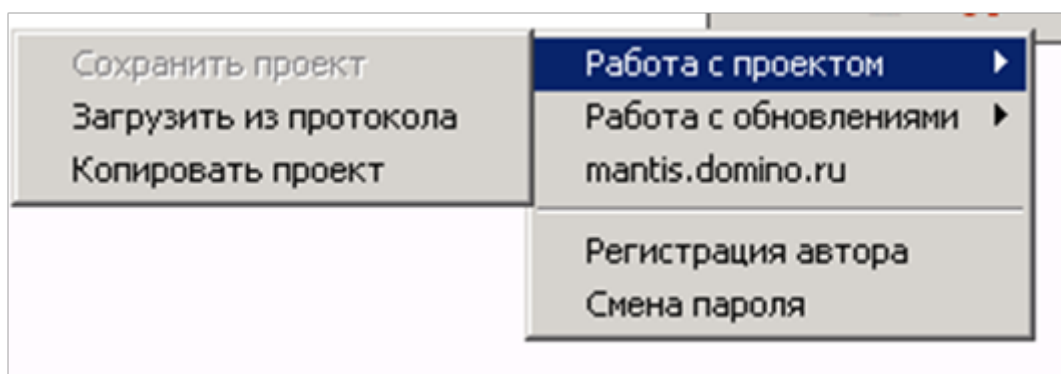 Сохранить проект
Загрузить из протокола
Копировать проект
Работа с проектом
Работа с обновлениями
mantis.domino.ru
Регистрация автора
Смена пароля